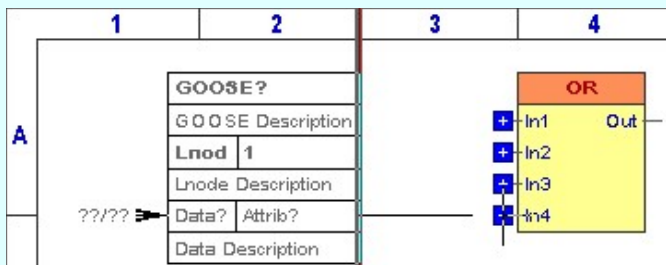 1 2 3 4
A
GOOSE?
GOOSE Description
Lnod 1
Lnode Description
??/?? Data? Attrib?
Data Description
OR
In1 Out
In2
In3
In4